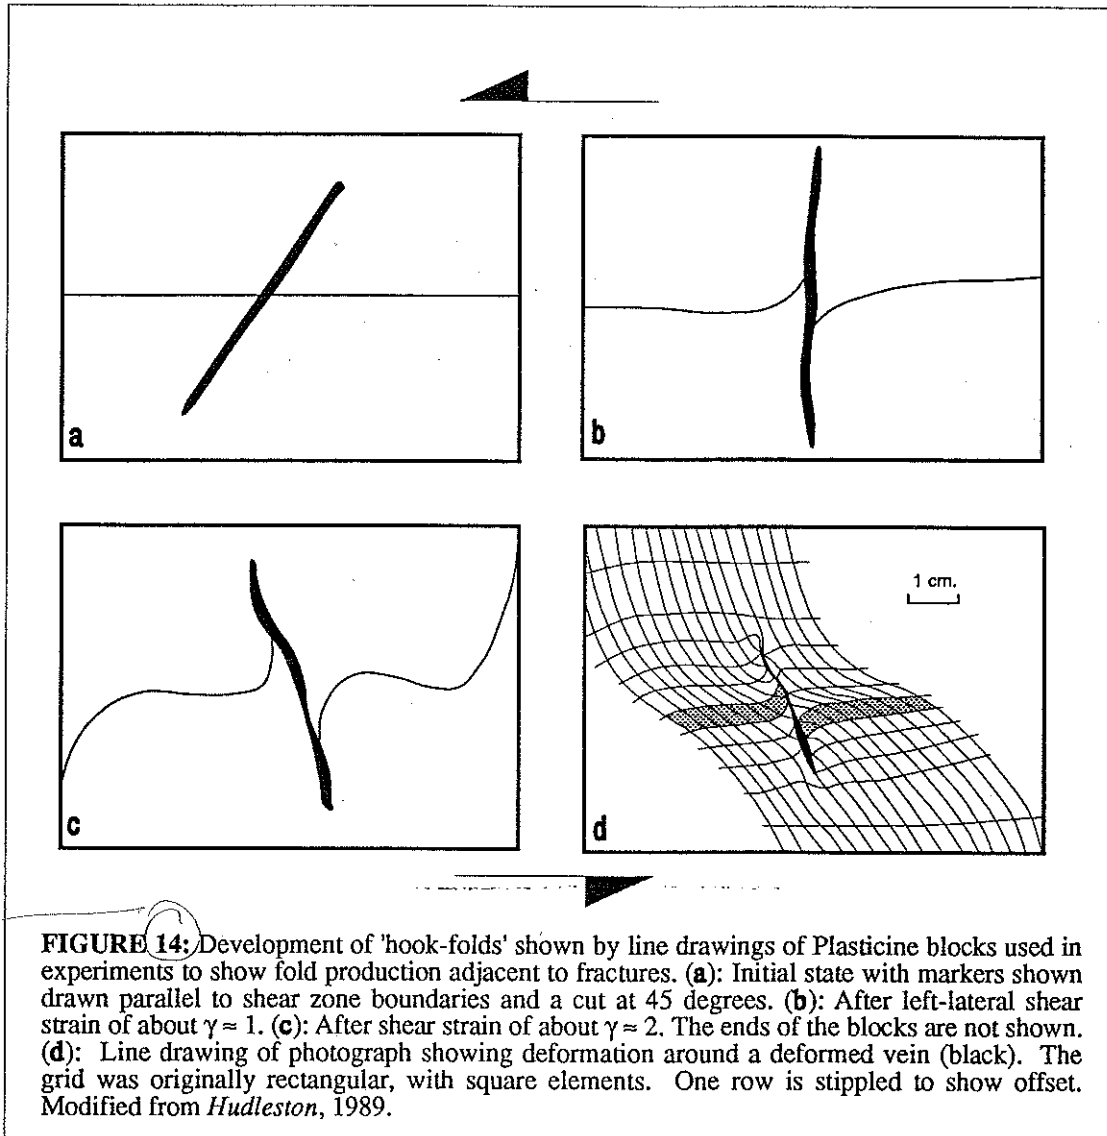 a
b
c
1 cm.
d
FIGURE 14: Development of 'hook-folds' shown by line drawings of Plasticine blocks used in
experiments to show fold production adjacent to fractures. (a): Initial state with markers shown
drawn parallel to shear zone boundaries and a cut at 45 degrees. (b): After left-lateral shear
strain of about γ ≈ 1. (c): After shear strain of about γ ≈ 2. The ends of the blocks are not shown.
(d): Line drawing of photograph showing deformation around a deformed vein (black). The
grid was originally rectangular, with square elements. One row is stippled to show offset.
Modified from Hudleston, 1989.